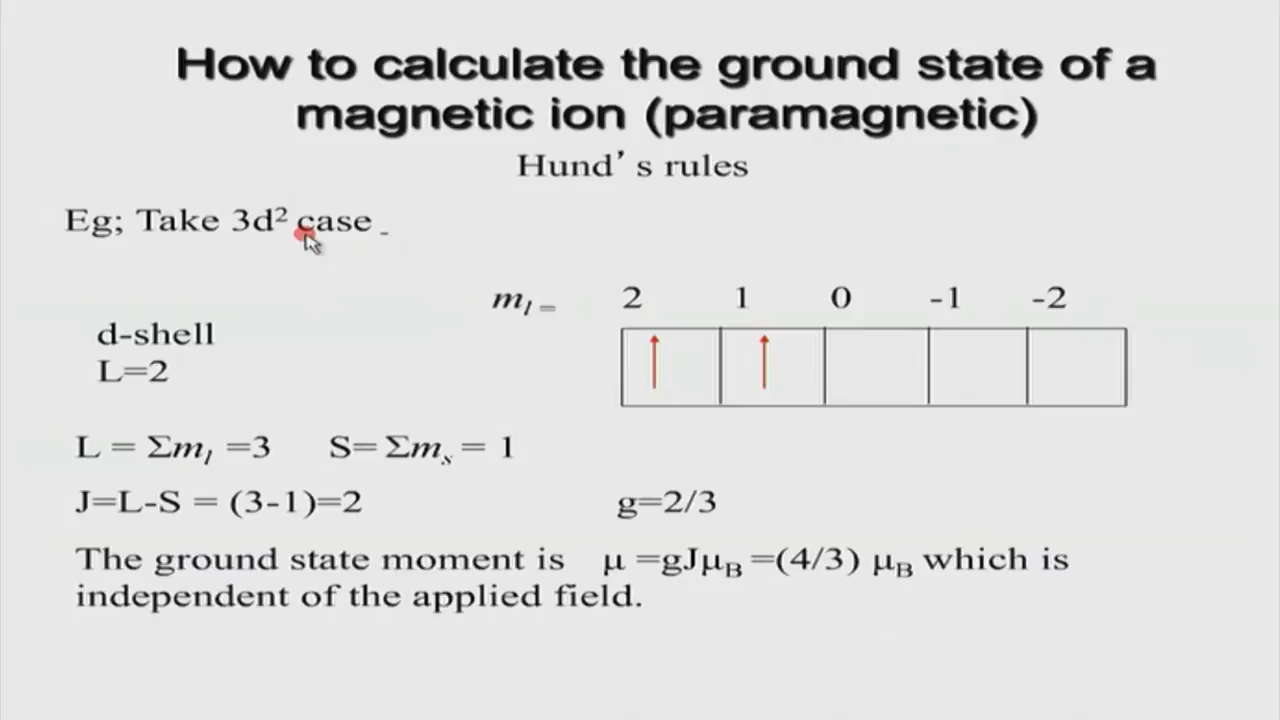 How to calculate the ground state of a
magnetic ion (paramagnetic)
Hund’s rules
Eg; Take 3d² case -
mₗ = 2 1 0 -1 -2
d-shell
L=2
L = Σmₗ =3 S= Σmₛ = 1
J=L-S = (3-1)=2 g=2/3
The ground state moment is μ =gJμB =(4/3) μB which is
independent of the applied field.